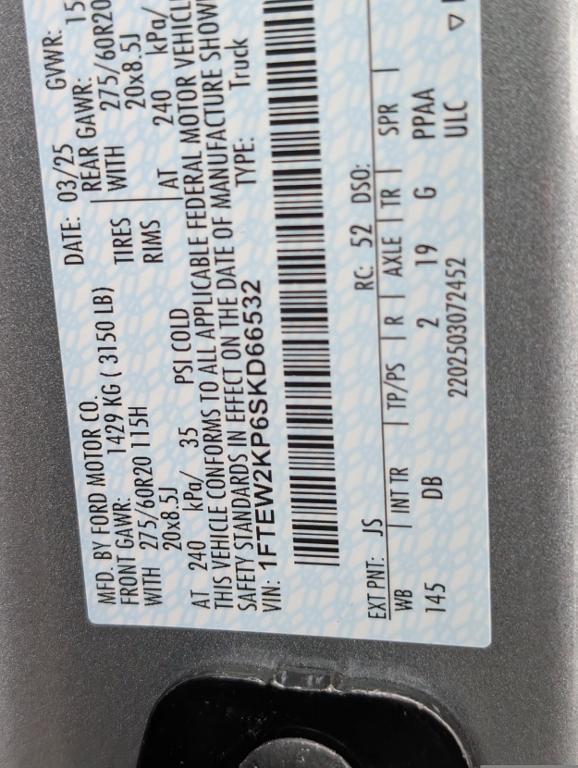 MFD. BY FORD MOTOR CO. DATE: 03/25 GVWR: 15
FRONT GAWR: 1429 KG ( 3150 LB) REAR GAWR:
WITH 275/60R20 115H TIRES WITH 275/60R20
20x8.5J RIMS 20x8.5J
AT 240 kPa/ 35 PSI COLD AT 240 kPa/
THIS VEHICLE CONFORMS TO ALL APPLICABLE FEDERAL MOTOR VEHICL
SAFETY STANDARDS IN EFFECT ON THE DATE OF MANUFACTURE SHOW
VIN: 1FTEW2KP6SKD66532 TYPE: Truck
EXT PNT: JS RC: 52 DSO:
WB INT TR TP/PS R AXLE TR SPR
145 DB 2 19 G PPAA
2202503072452 ULC